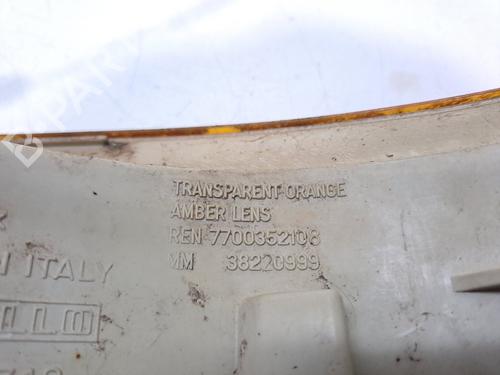 TRANSPARENT-ORANGE
AMBER LENS
REN 7700352108
MM 38220999
ITALY